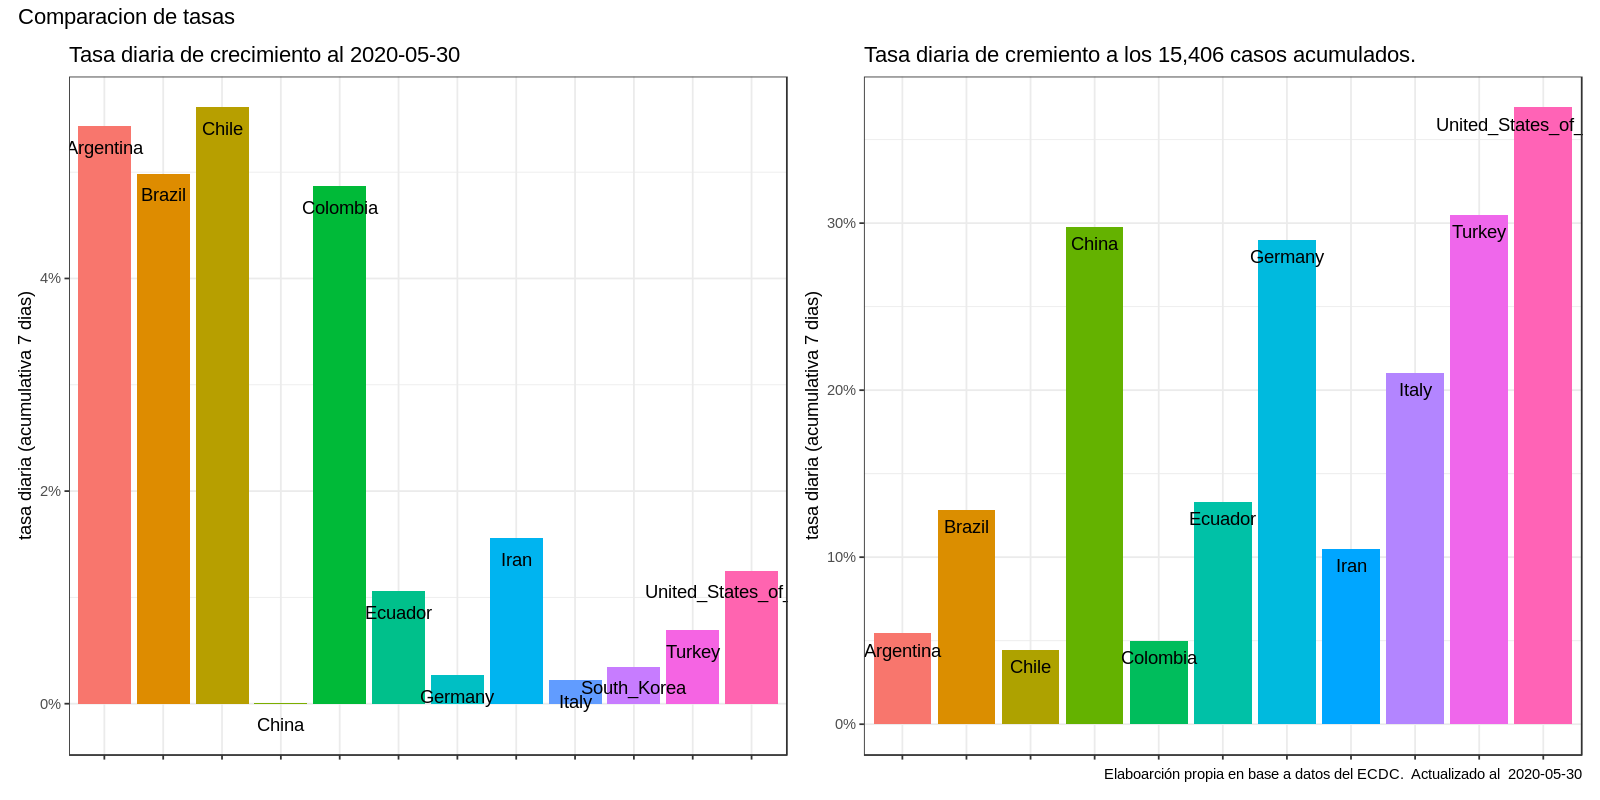 Comparacion de tasas
Tasa diaria de crecimiento al 2020-05-30
tasa diaria (acumulativa 7 dias)
4%
2%
0%
Argentina
Brazil
Chile
China
Colombia
Ecuador
Germany
Iran
Italy
South_Korea
Turkey
United_States_of_
Tasa diaria de cremiento a los 15,406 casos acumulados.
tasa diaria (acumulativa 7 dias)
30%
20%
10%
0%
Argentina
Brazil
Chile
China
Colombia
Ecuador
Germany
Iran
Italy
Turkey
United_States_of_
Elaboarción propia en base a datos del ECDC.  Actualizado al  2020-05-30